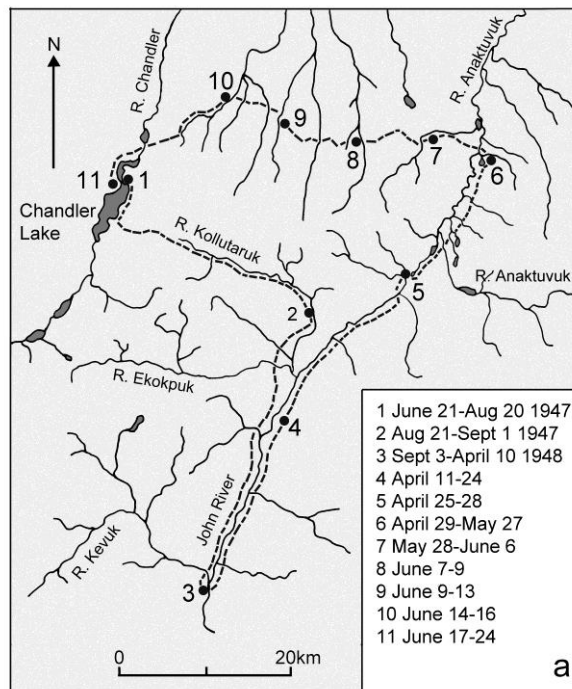 N
R. Chandler
R. Anaktuvuk
10
9
8
7
6
11
1
Chandler
Lake
R. Kollutaruk
5
R. Anaktuvuk
2
R. Ekokpuk
4
John River
R. Kevuk
3
0
20km
1 June 21-Aug 20 1947
2 Aug 21-Sept 1 1947
3 Sept 3-April 10 1948
4 April 11-24
5 April 25-28
6 April 29-May 27
7 May 28-June 6
8 June 7-9
9 June 9-13
10 June 14-16
11 June 17-24
a